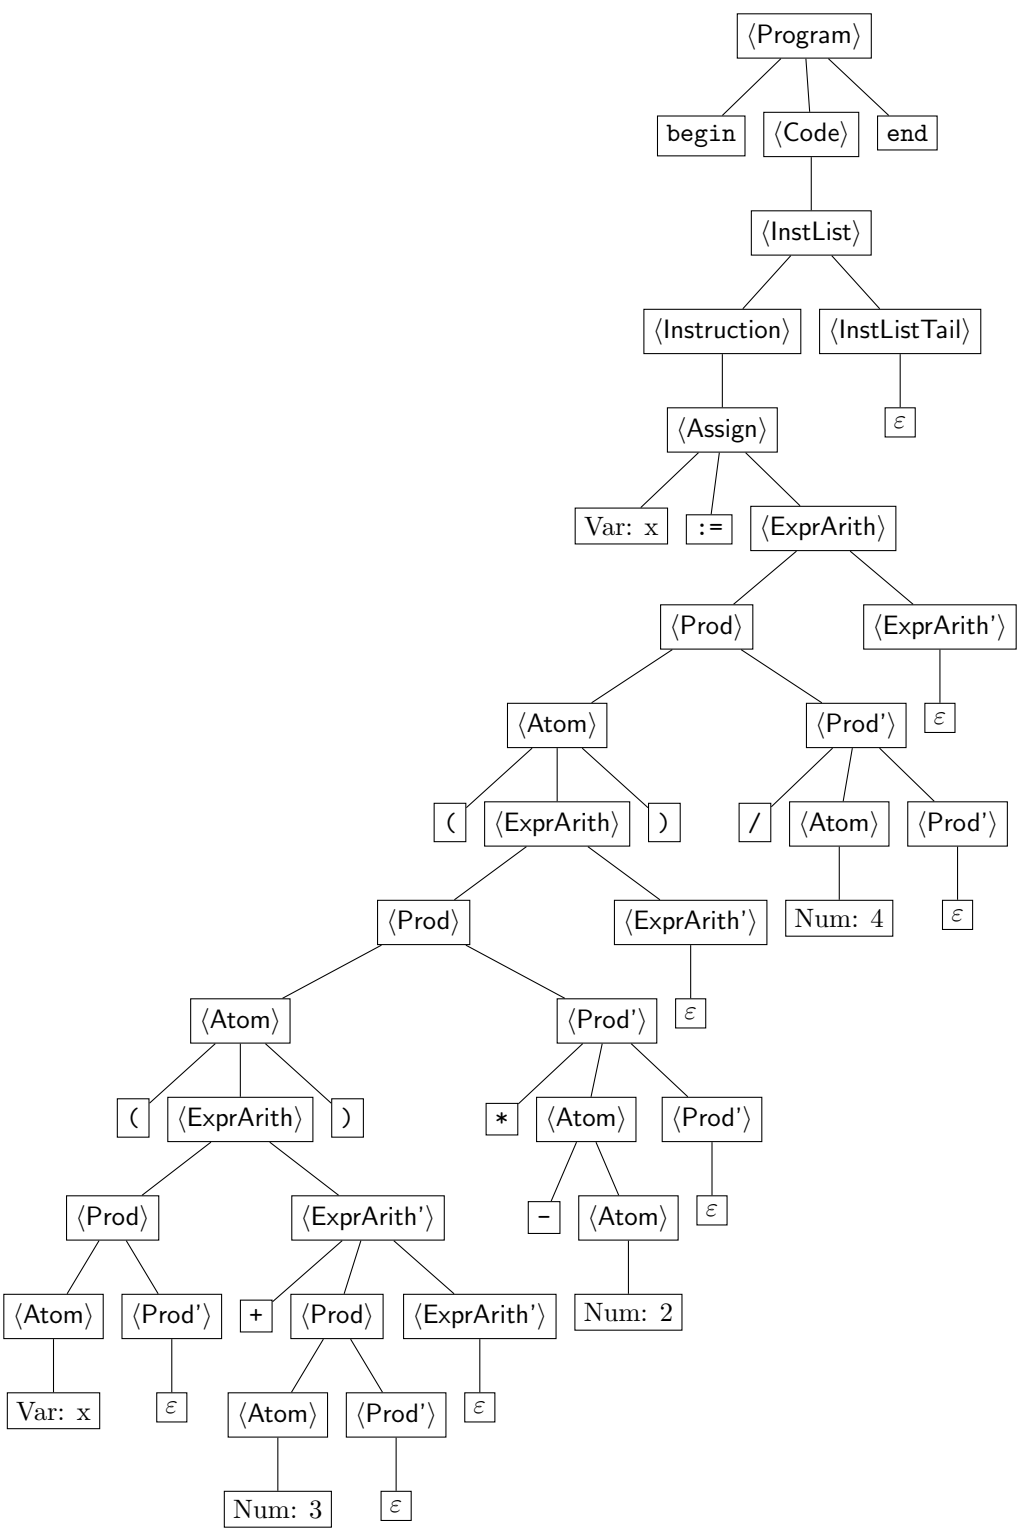 ⟨Program⟩
begin ⟨Code⟩ end
⟨InstList⟩
⟨Instruction⟩ ⟨InstListTail⟩
⟨Assign⟩ ε
Var: x := ⟨ExprArith⟩
⟨Prod⟩ ⟨ExprArith'⟩
⟨Atom⟩ ⟨Prod'⟩ ε
( ⟨ExprArith⟩ ) / ⟨Atom⟩ ⟨Prod'⟩
⟨Prod⟩ ⟨ExprArith'⟩ Num: 4 ε
⟨Atom⟩ ⟨Prod'⟩ ε
( ⟨ExprArith⟩ ) * ⟨Atom⟩ ⟨Prod'⟩
⟨Prod⟩ ⟨ExprArith'⟩ - ⟨Atom⟩ ε
⟨Atom⟩ ⟨Prod'⟩ + ⟨Prod⟩ ⟨ExprArith'⟩ Num: 2
Var: x ε ⟨Atom⟩ ⟨Prod'⟩ ε
Num: 3 ε